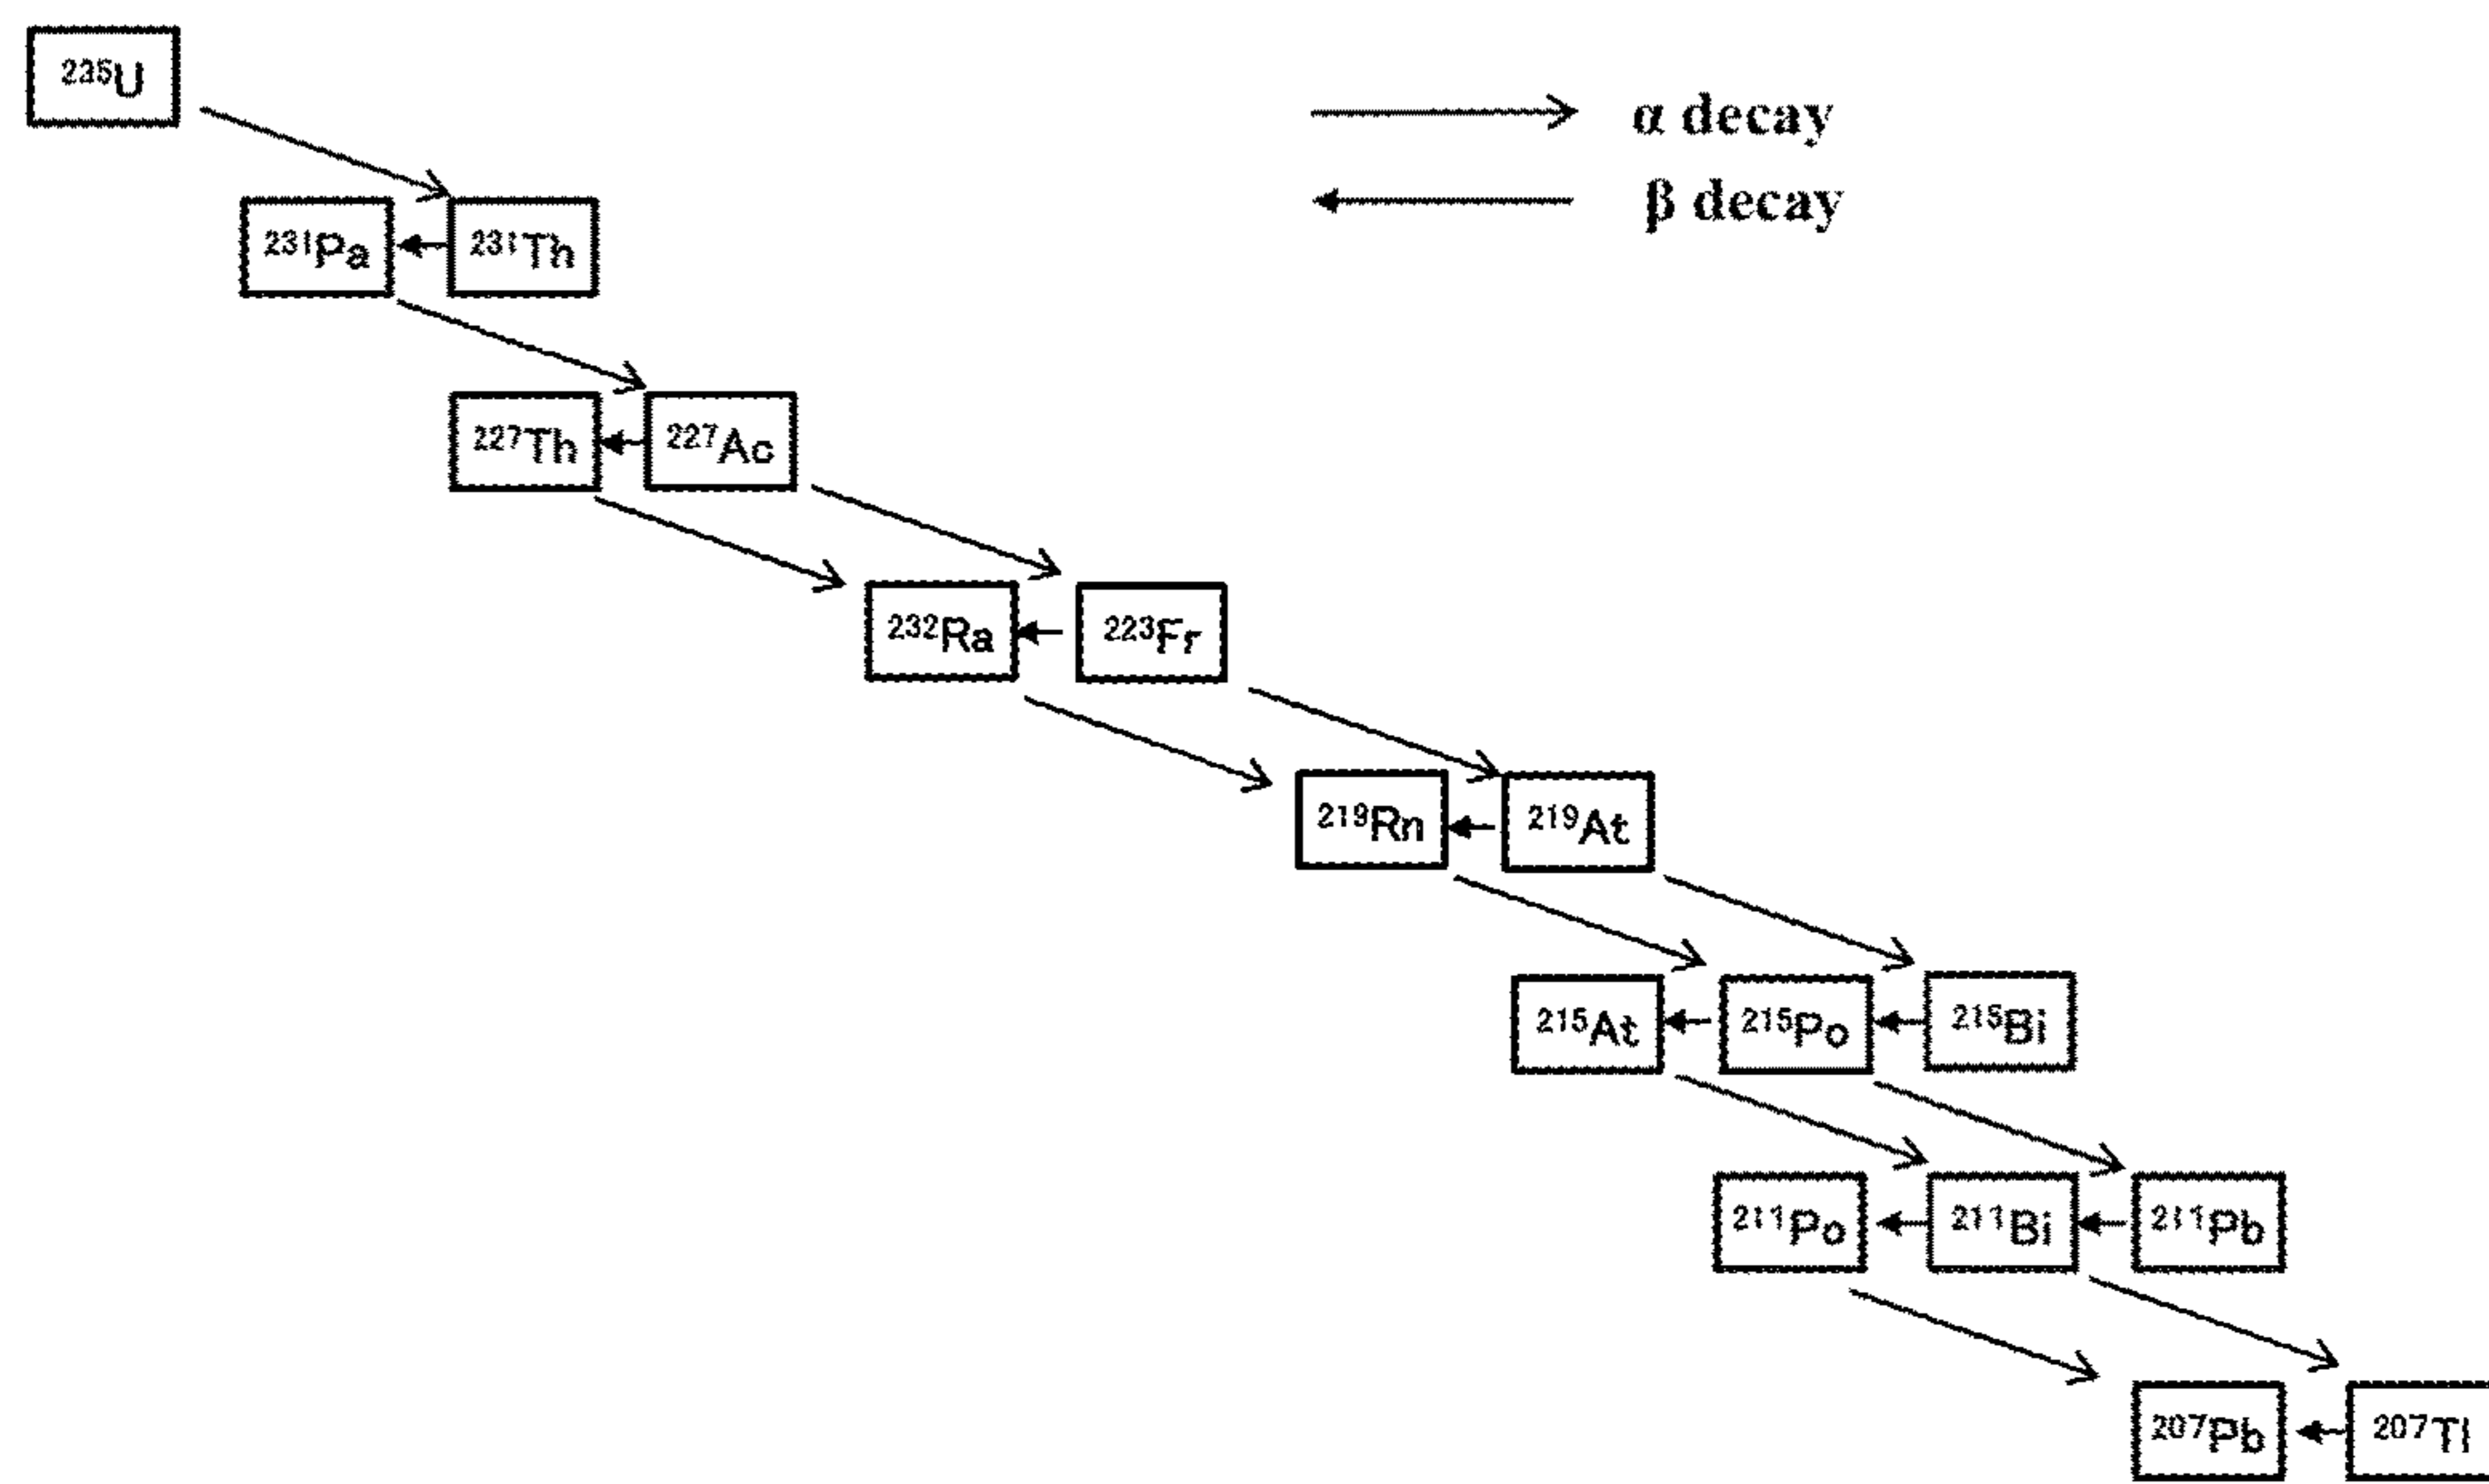 ²³⁵U
α decay
β decay
²³¹Pa ²³¹Th
²²⁷Th ²²⁷Ac
²³²Ra ²²³Fr
²¹⁹Rn ²¹⁹At
²¹⁵At ²¹⁵Po ²¹⁵Bi
²¹¹Po ²¹¹Bi ²¹¹Pb
²⁰⁷Pb ²⁰⁷Tl